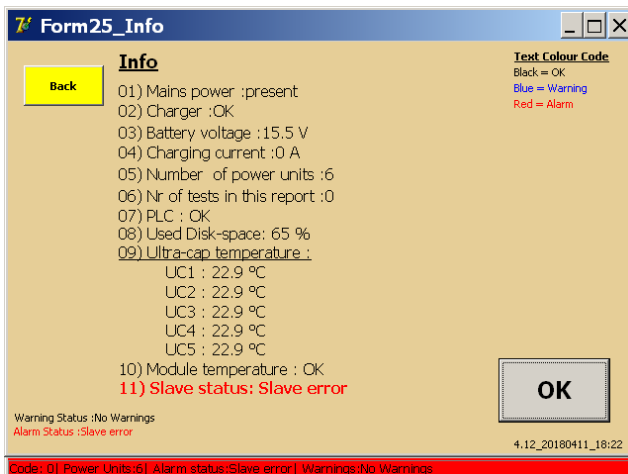 Form25_Info
Back
Info
01) Mains power :present
02) Charger :OK
03) Battery voltage :15.5 V
04) Charging current :0 A
05) Number of power units :6
06) Nr of tests in this report :0
07) PLC : OK
08) Used Disk-space: 65 %
09) Ultra-cap temperature :
UC1 : 22.9 ºC
UC2 : 22.9 ºC
UC3 : 22.9 ºC
UC4 : 22.9 ºC
UC5 : 22.9 ºC
10) Module temperature : OK
11) Slave status: Slave error
Text Colour Code
Black = OK
Blue = Warning
Red = Alarm
OK
Warning Status :No Warnings
Alarm Status :Slave error
4.12_20180411_18:22
Code: 0| Power Units:6| Alarm status:Slave error| Warnings:No Warnings